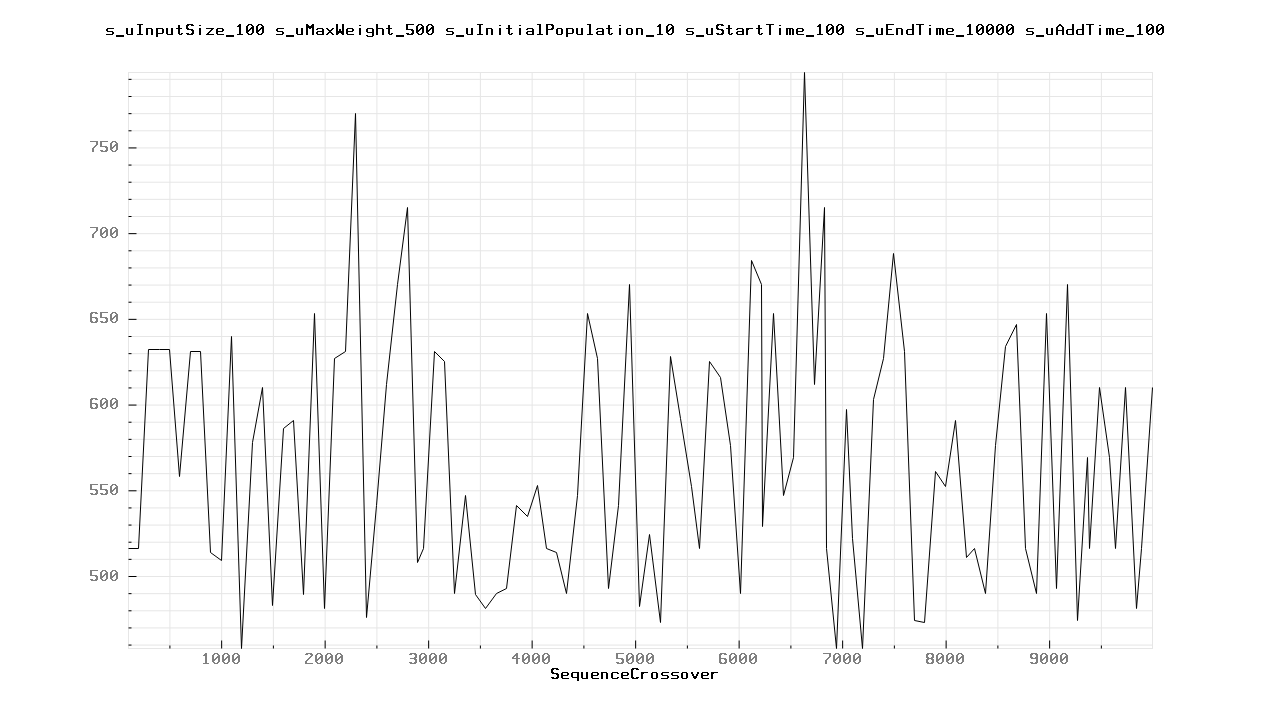 s_uInputSize_100 s_uMaxWeight_500 s_uInitialPopulation_10 s_uStartTime_100 s_uEndTime_10000 s_uAddTime_100
750
700
650
600
550
500
1000 2000 3000 4000 5000 6000 7000 8000 9000
SequenceCrossover